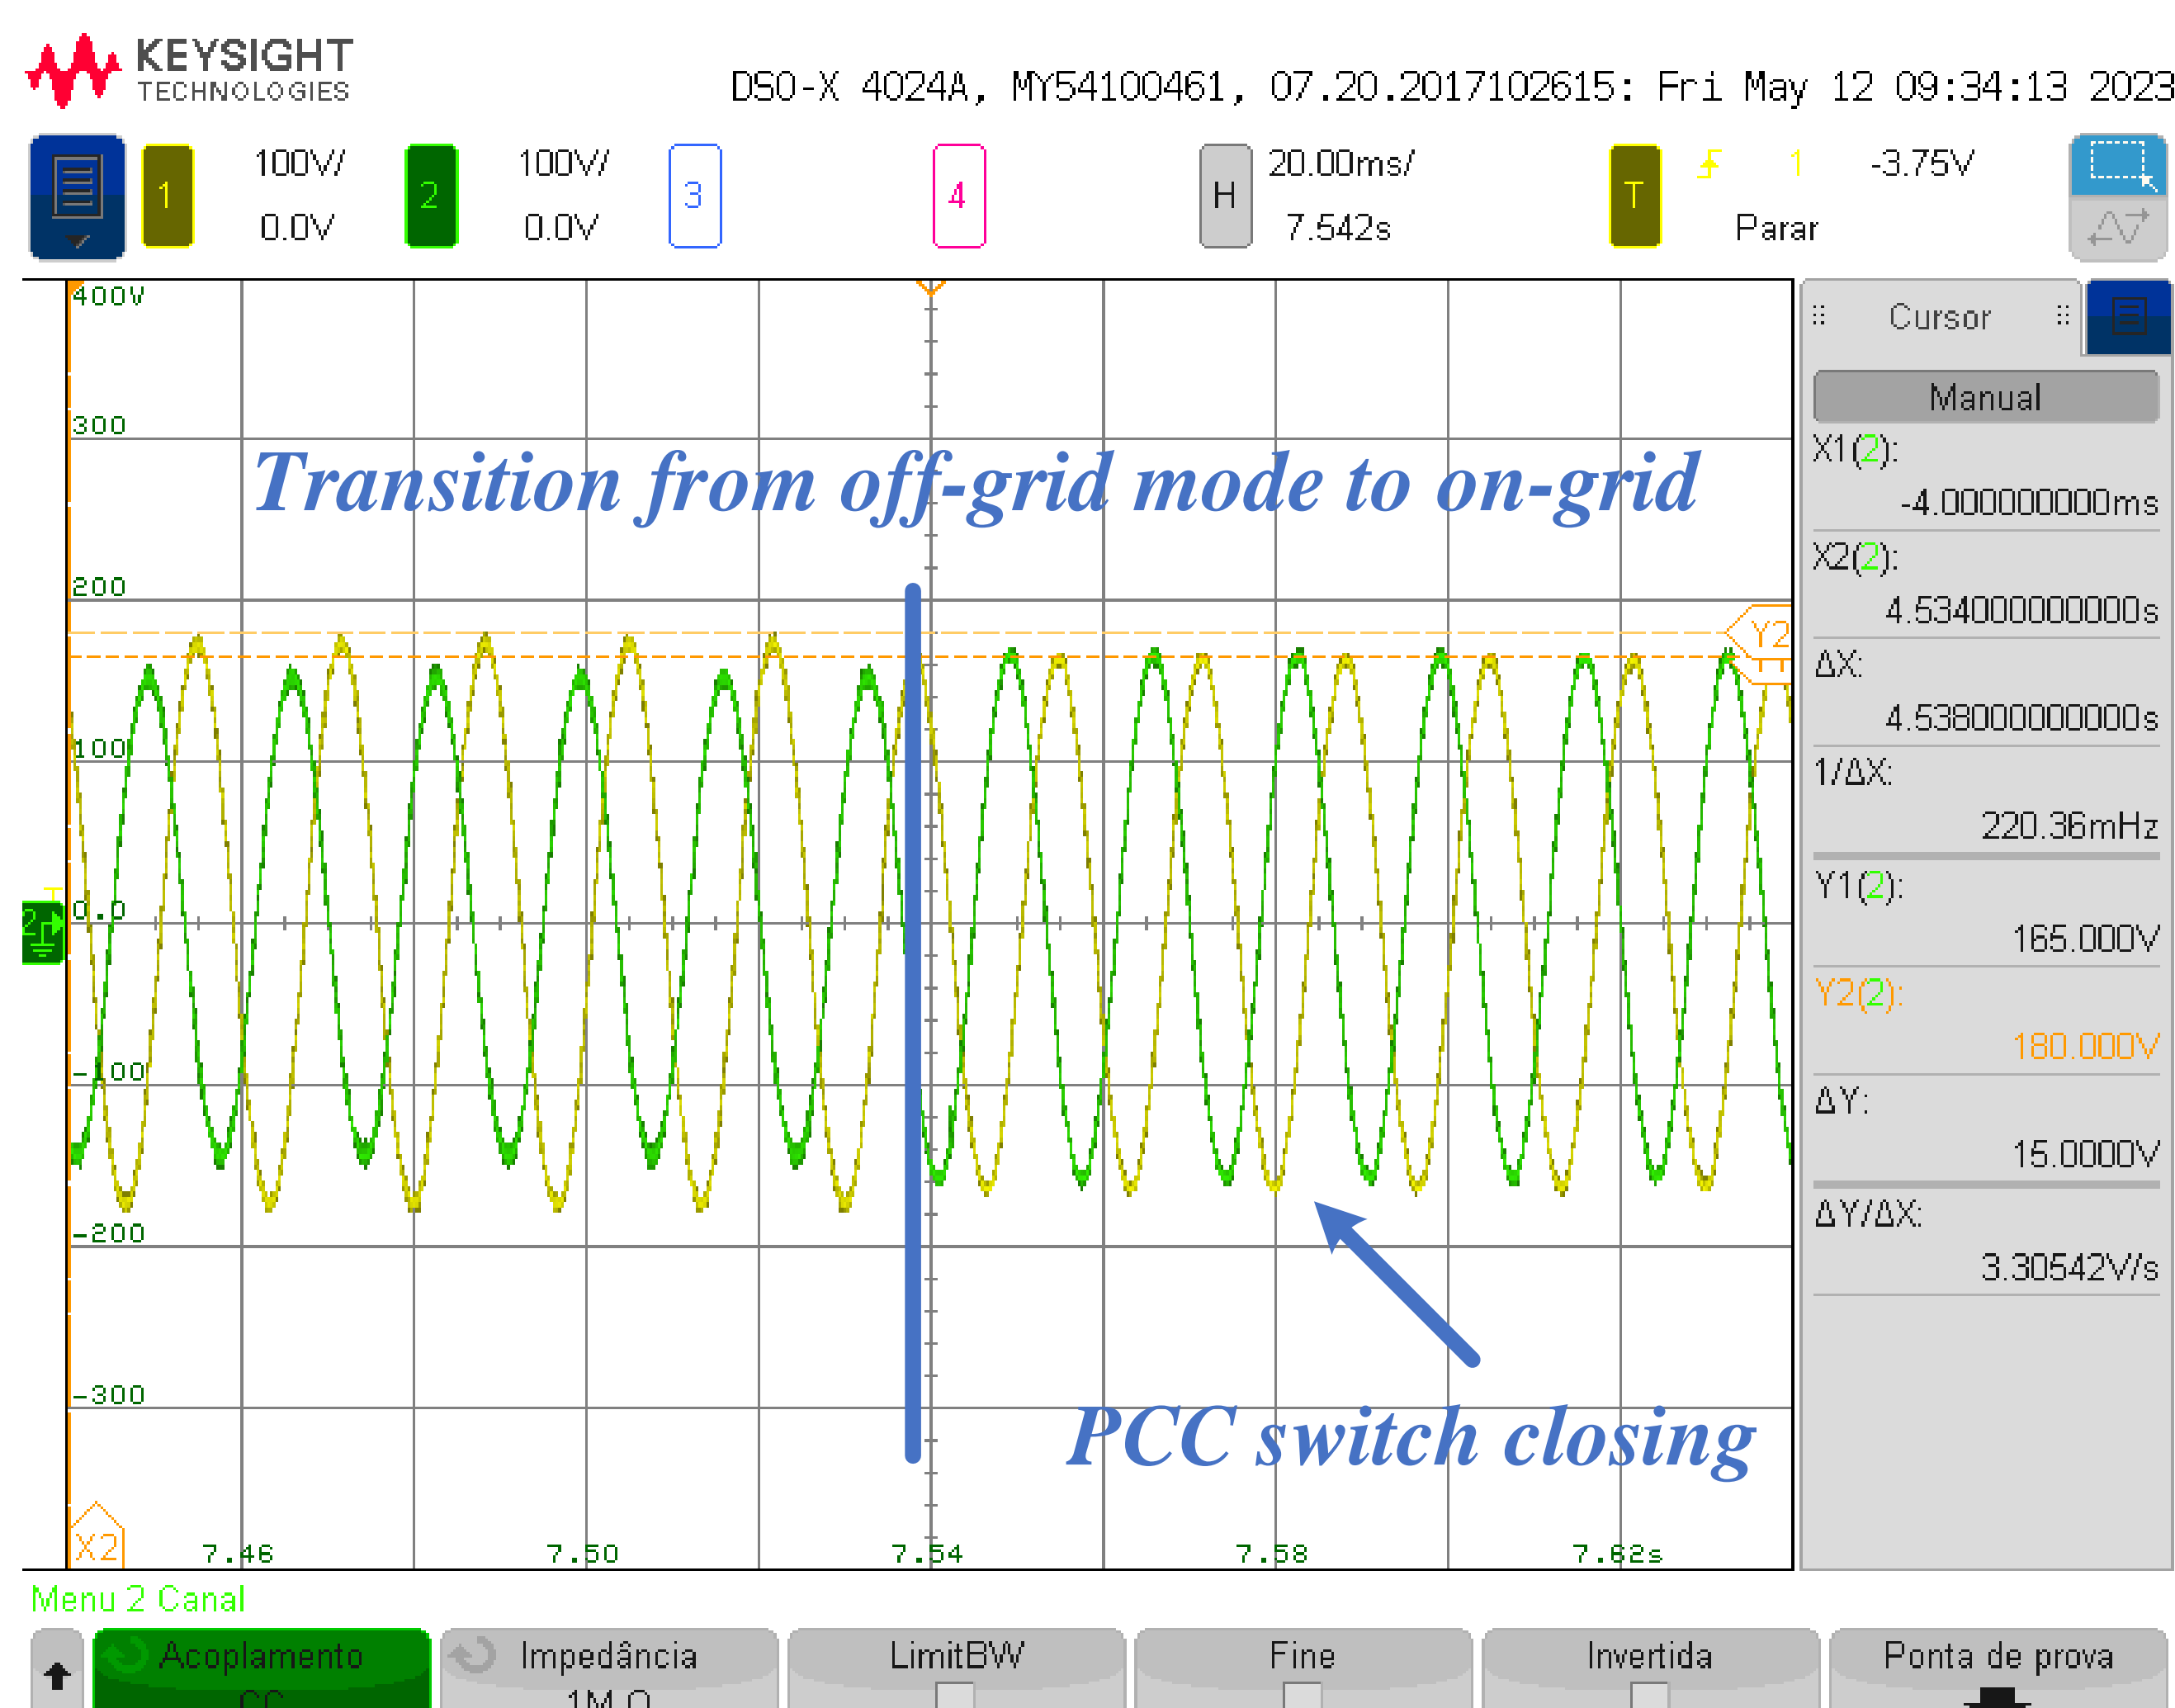 KEYSIGHT
TECHNOLOGIES
DSO-X 4024A, MY54100461, 07.20.2017102615: Fri May 12 09:34:13 2023
1 100V/ 2 100V/ 3 4 H 20.00ms/ T 1 -3.75V
0.0V 0.0V 7.542s Parar
400V
300
Transition from off-grid mode to on-grid
200
Y2
100
2 0.0
-100
-200
-300
PCC switch closing
X2
7.46 7.50 7.54 7.58 7.62s
Cursor
Manual
X1(2):
-4.000000000ms
X2(2):
4.534000000000s
ΔX:
4.538000000000s
1/ΔX:
220.36mHz
Y1(2):
165.000V
Y2(2):
180.000V
ΔY:
15.0000V
ΔY/ΔX:
3.30542V/s
Menu 2 Canal
Acoplamento Impedância LimitBW Fine Invertida Ponta de prova
CC 1M Ω